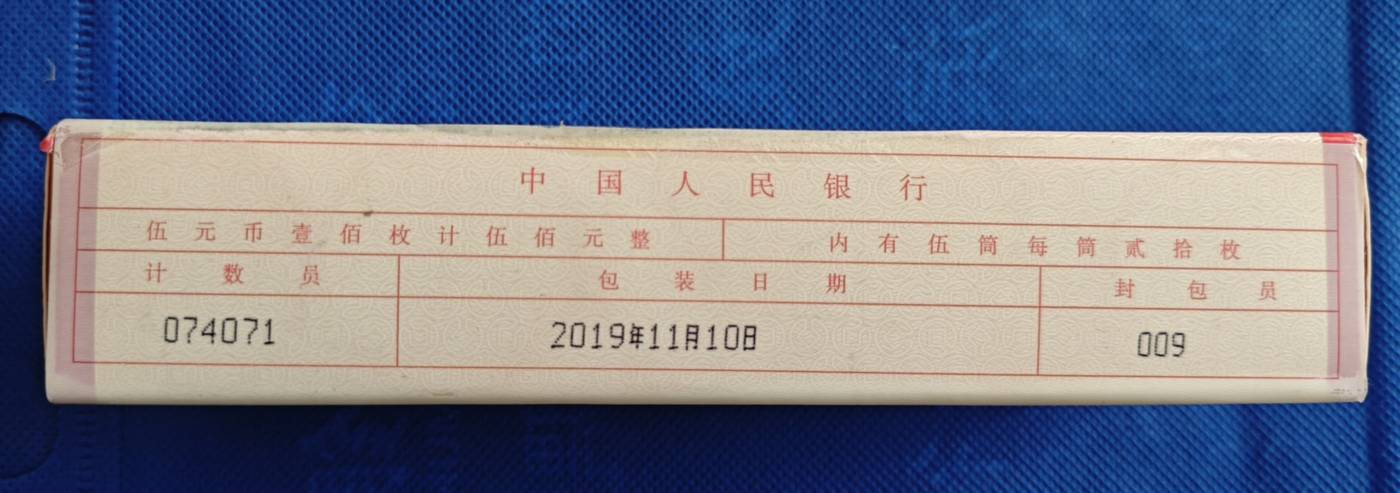 中国人民银行
伍元币壹佰枚计伍佰元整 内有伍筒每筒贰拾枚
计数员 包装日期 封包员
074071 2019年11月10日 009